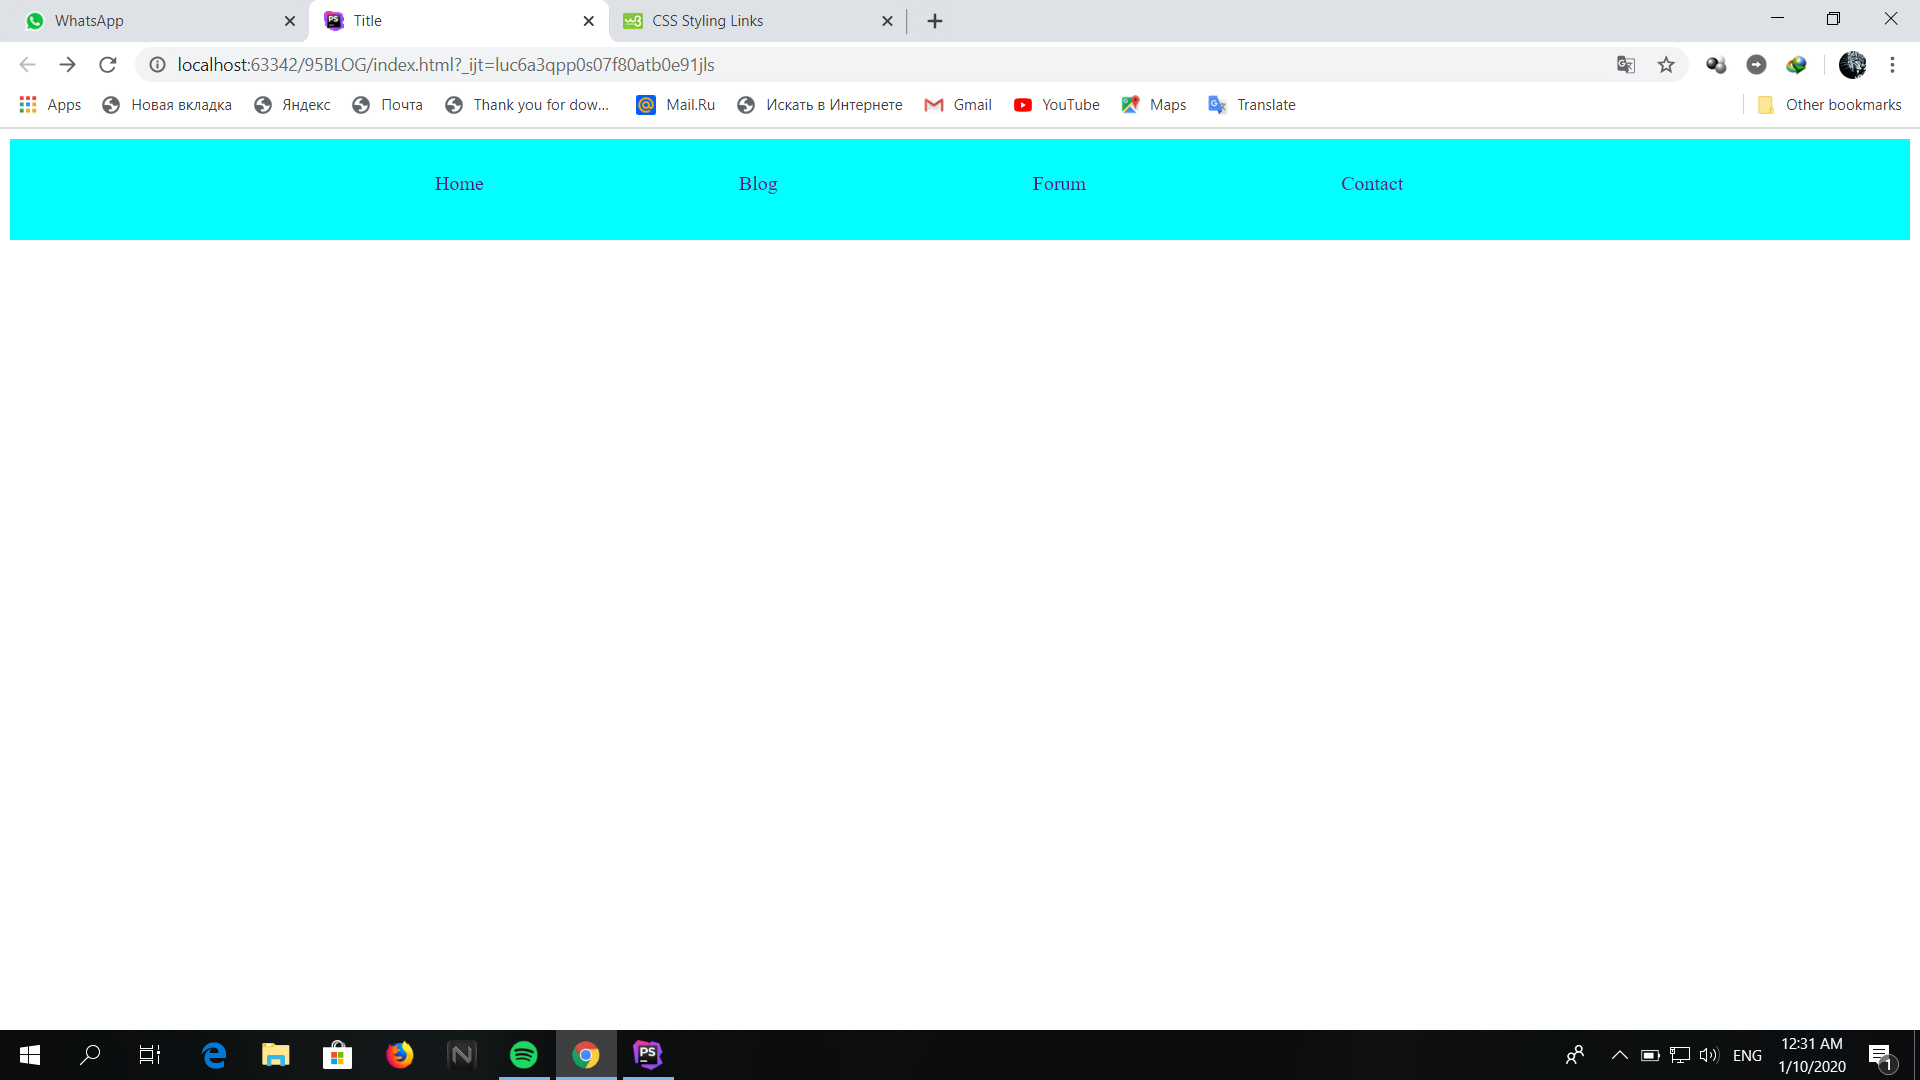 WhatsApp
Title
CSS Styling Links
localhost:63342/95BLOG/index.html?_ijt=luc6a3qpp0s07f80atb0e91jls
Apps Новая вкладка Яндекс Почта Thank you for dow... Mail.Ru Искать в Интернете Gmail YouTube Maps Translate Other bookmarks
Home Blog Forum Contact
ENG
12:31 AM
1/10/2020
1